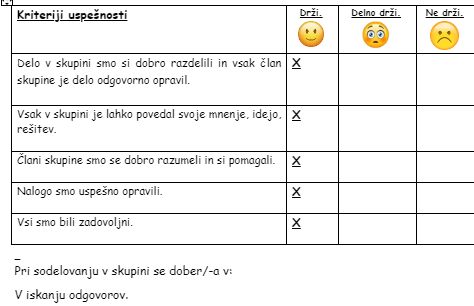 Kriteriji uspešnosti
Drži.
Delno drži.
Ne drži.
Delo v skupini smo si dobro razdelili in vsak član
skupine je delo odgovorno opravil.
X
Vsak v skupini je lahko povedal svoje mnenje, idejo,
rešitev.
X
Člani skupine smo se dobro razumeli in si pomagali.
X
Nalogo smo uspešno opravili.
X
Vsi smo bili zadovoljni.
X
Pri sodelovanju v skupini se dober/-a v:
V iskanju odgovorov.